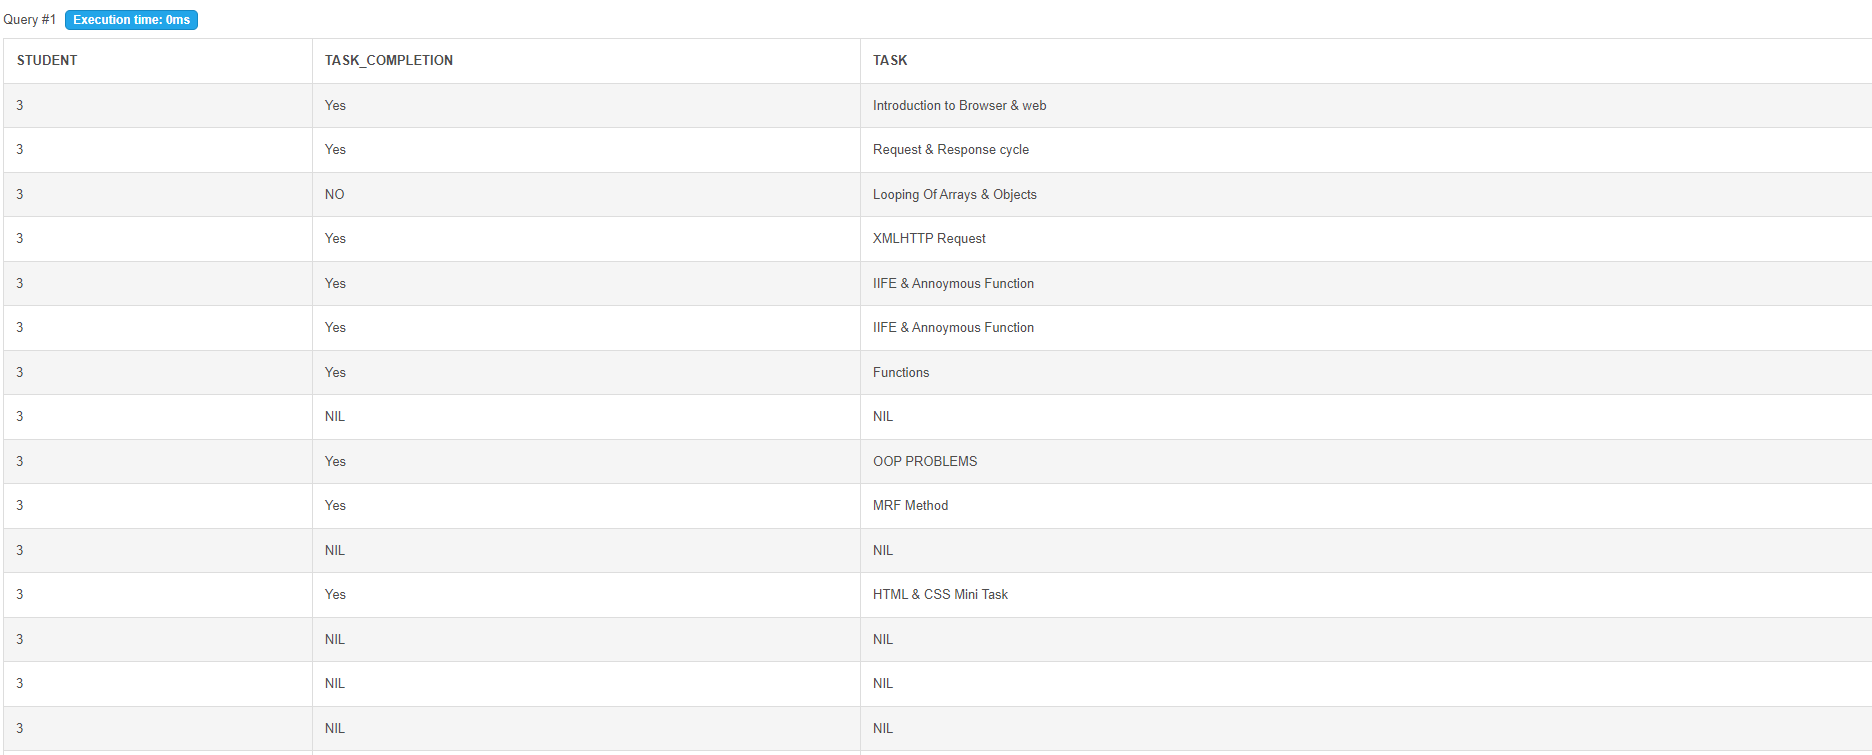 Query #1 Execution time: 0ms
STUDENT TASK_COMPLETION TASK
3 Yes Introduction to Browser & web
3 Yes Request & Response cycle
3 NO Looping Of Arrays & Objects
3 Yes XMLHTTP Request
3 Yes IIFE & Annoymous Function
3 Yes IIFE & Annoymous Function
3 Yes Functions
3 NIL NIL
3 Yes OOP PROBLEMS
3 Yes MRF Method
3 NIL NIL
3 Yes HTML & CSS Mini Task
3 NIL NIL
3 NIL NIL
3 NIL NIL